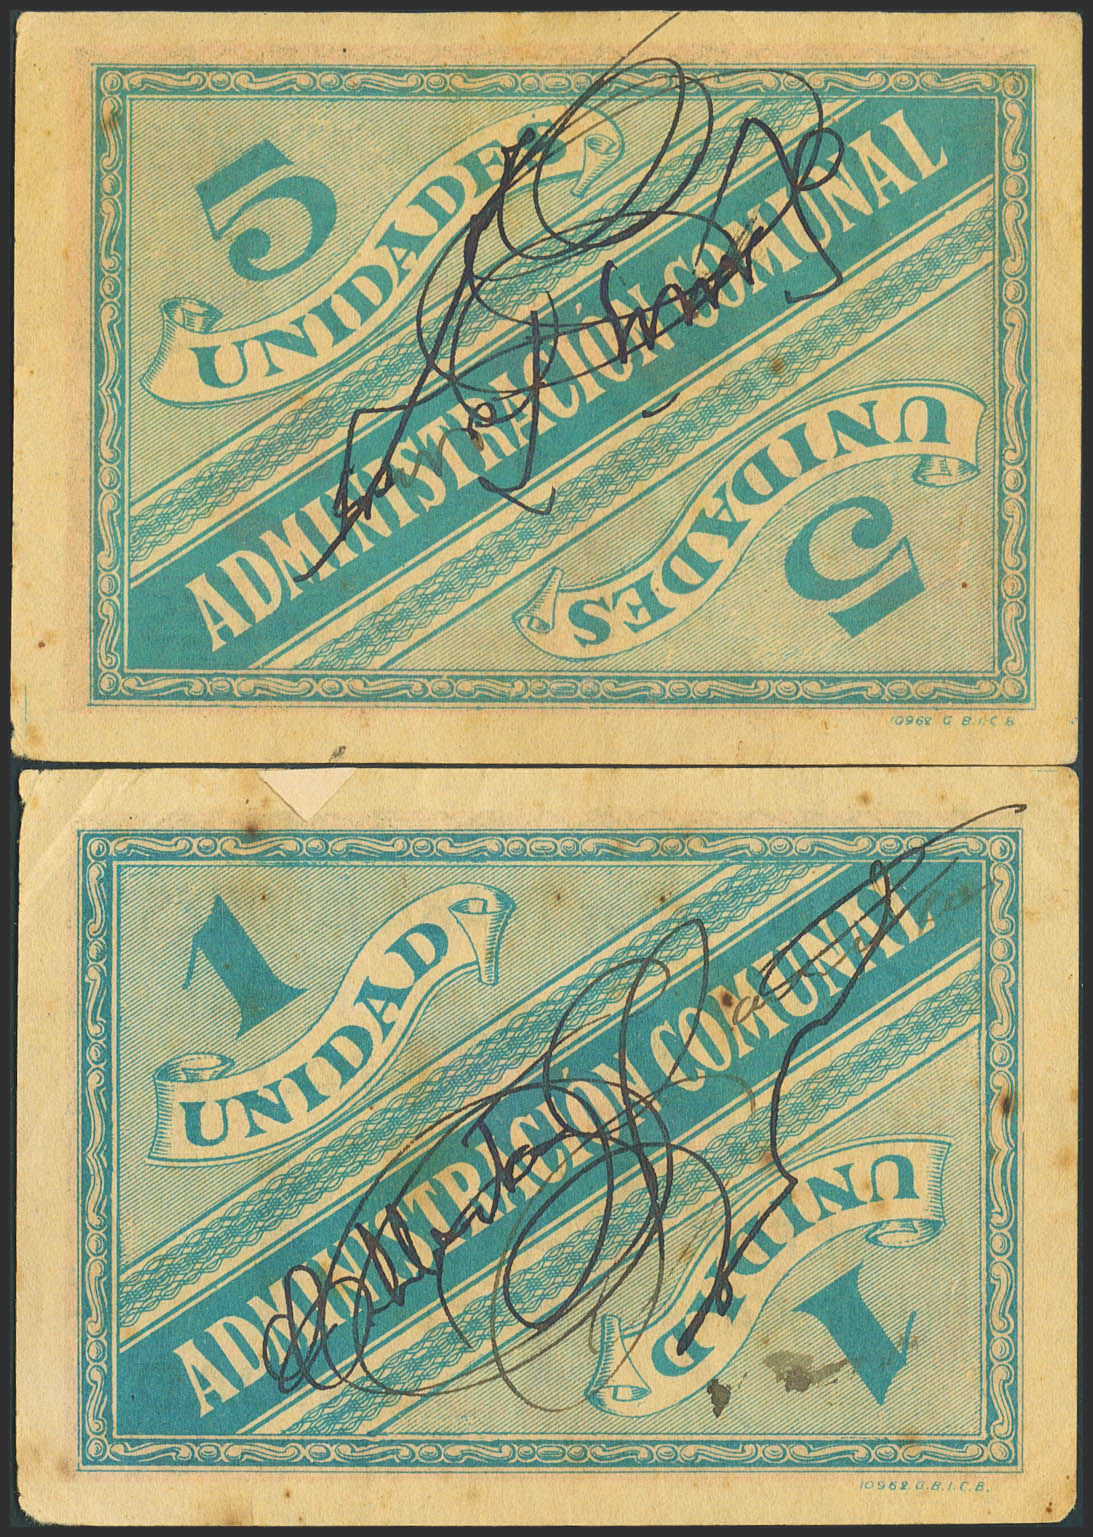 5
UNIDADES
ADMINISTRACIÓN COMUNAL
UNIDADES
5
10962 G.B.I.C.B.
1
UNIDAD
ADMINISTRACIÓN COMUNAL
UNIDAD
1
10962 G.B.I.C.B.